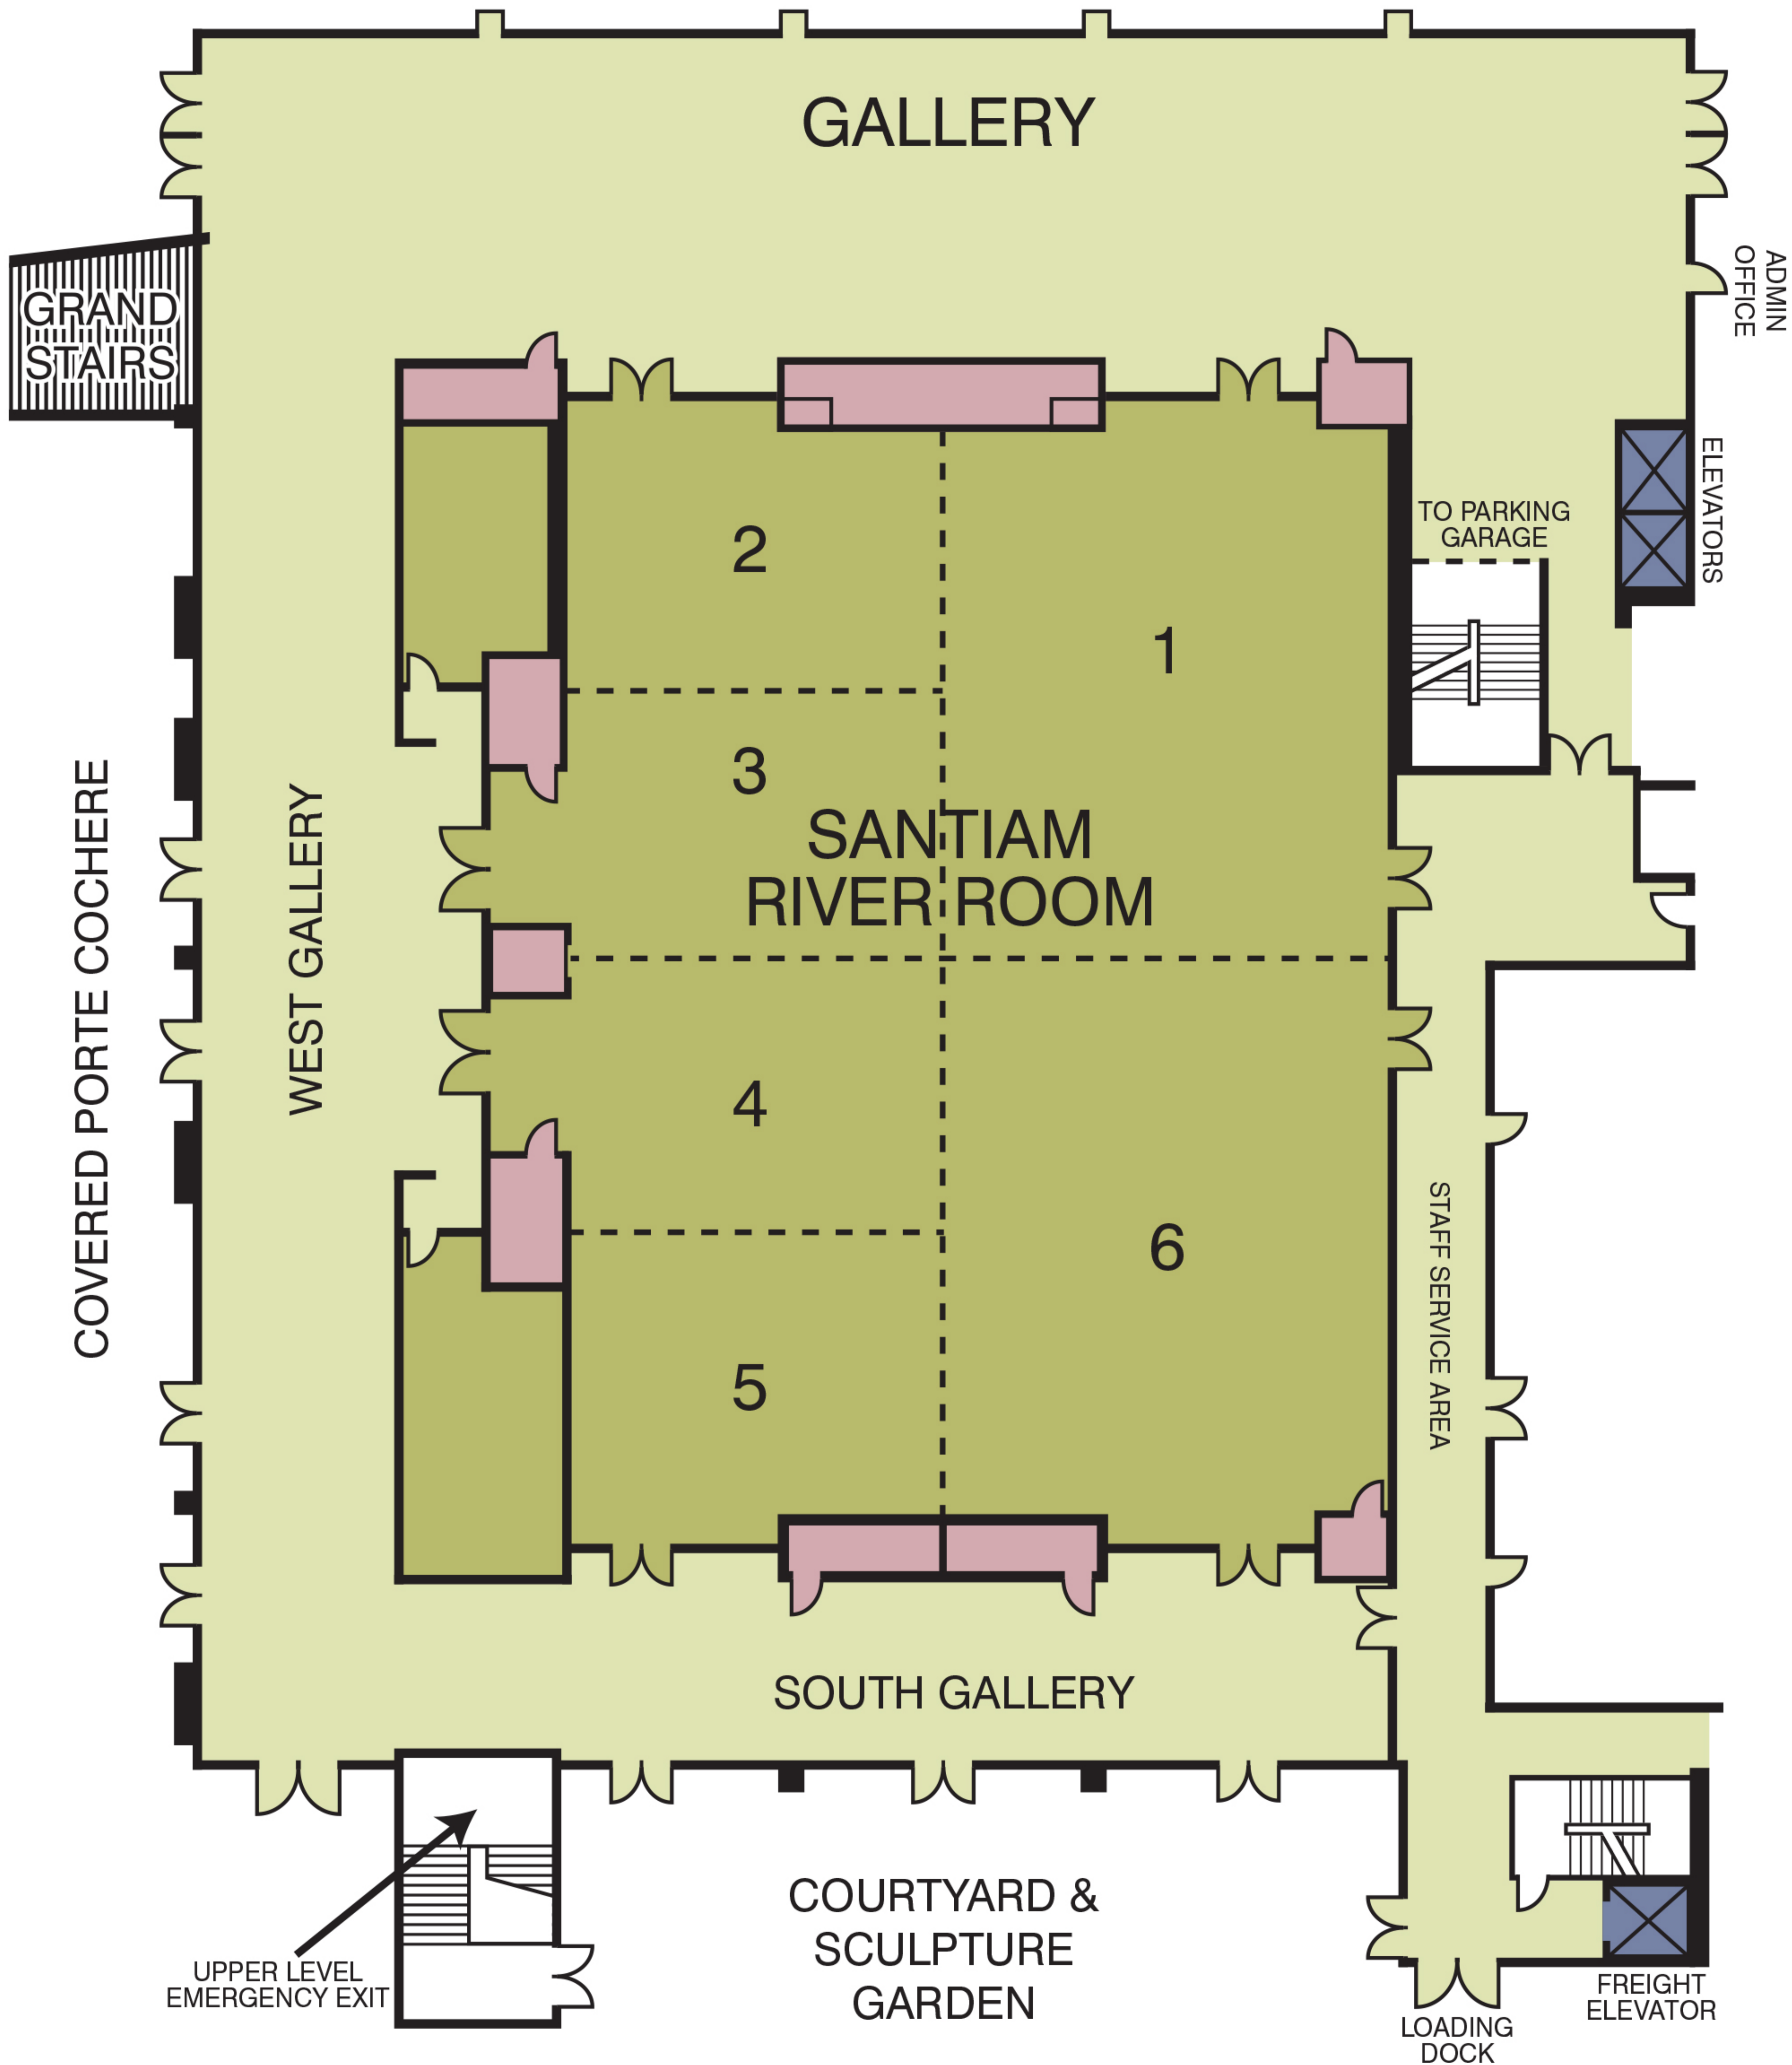 GALLERY
GRAND
STAIRS
ADMIN
OFFICE
ELEVATORS
TO PARKING
GARAGE
2
1
3
SANTIAM
RIVER ROOM
COVERED PORTE COCHERE
WEST GALLERY
4
6
STAFF SERVICE AREA
5
SOUTH GALLERY
COURTYARD &
SCULPTURE
GARDEN
UPPER LEVEL
EMERGENCY EXIT
FREIGHT
ELEVATOR
LOADING
DOCK